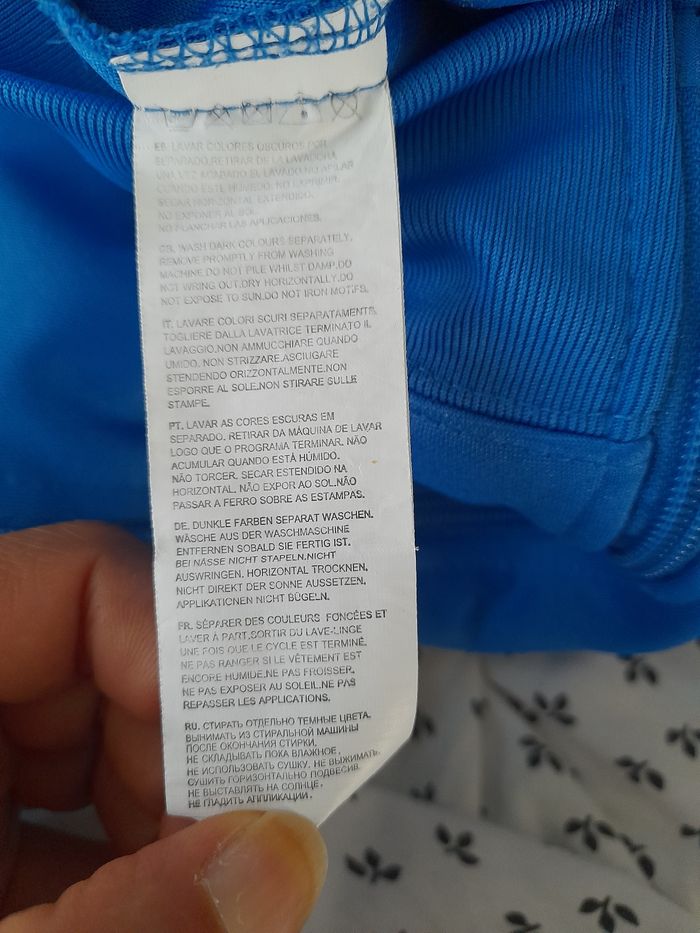 ES. LAVAR COLORES OSCUROS POR
SEPARADO.RETIRAR DE LA LAVADORA
UNA VEZ ACABADO EL LAVADO.NO APILAR
CUANDO ESTE HUMEDO. NO EXPRIMIR.
SECAR HORIZONTAL EXTENDIDO.
NO EXPONER AL SOL.
NO PLANCHAR LAS APLICACIONES.
GB. WASH DARK COLOURS SEPARATELY.
REMOVE PROMPTLY FROM WASHING
MACHINE.DO NOT PILE WHILST DAMP.DO
NOT WRING OUT.DRY HORIZONTALLY.DO
NOT EXPOSE TO SUN.DO NOT IRON MOTIFS.
IT. LAVARE COLORI SCURI SEPARATAMENTE.
TOGLIERE DALLA LAVATRICE TERMINATO IL
LAVAGGIO.NON AMMUCCHIARE QUANDO
UMIDO. NON STRIZZARE.ASCIUGARE
STENDENDO ORIZZONTALMENTE.NON
ESPORRE AL SOLE.NON STIRARE SULLE
STAMPE.
PT. LAVAR AS CORES ESCURAS EM
SEPARADO. RETIRAR DA MÁQUINA DE LAVAR
LOGO QUE O PROGRAMA TERMINAR. NÃO
ACUMULAR QUANDO ESTÁ HÚMIDO.
NÃO TORCER. SECAR ESTENDIDO NA
HORIZONTAL. NÃO EXPOR AO SOL.NÃO
PASSAR A FERRO SOBRE AS ESTAMPAS.
DE. DUNKLE FARBEN SEPARAT WASCHEN.
WÄSCHE AUS DER WASCHMASCHINE
ENTFERNEN SOBALD SIE FERTIG IST.
BEI NÄSSE NICHT STAPELN.NICHT
AUSWRINGEN. HORIZONTAL TROCKNEN.
NICHT DIREKT DER SONNE AUSSETZEN.
APPLIKATIONEN NICHT BÜGELN.
FR. SÉPARER DES COULEURS FONCÉES ET
LAVER À PART.SORTIR DU LAVE-LINGE
UNE FOIS QUE LE CYCLE EST TERMINÉ.
NE PAS RANGER SI LE VÊTEMENT EST
ENCORE HUMIDE.NE PAS FROISSER.
NE PAS EXPOSER AU SOLEIL.NE PAS
REPASSER LES APPLICATIONS.
RU. СТИРАТЬ ОТДЕЛЬНО ТЕМНЫЕ ЦВЕТА.
ВЫНИМАТЬ ИЗ СТИРАЛЬНОЙ МАШИНЫ
ПОСЛЕ ОКОНЧАНИЯ СТИРКИ.
НЕ СКЛАДЫВАТЬ ПОКА ВЛАЖНОЕ.
НЕ ИСПОЛЬЗОВАТЬ СУШКУ. НЕ ВЫЖИМАТЬ.
СУШИТЬ ГОРИЗОНТАЛЬНО ПОДВЕСИВ.
НЕ ВЫСТАВЛЯТЬ НА СОЛНЦЕ.
НЕ ГЛАДИТЬ АППЛИКАЦИИ.